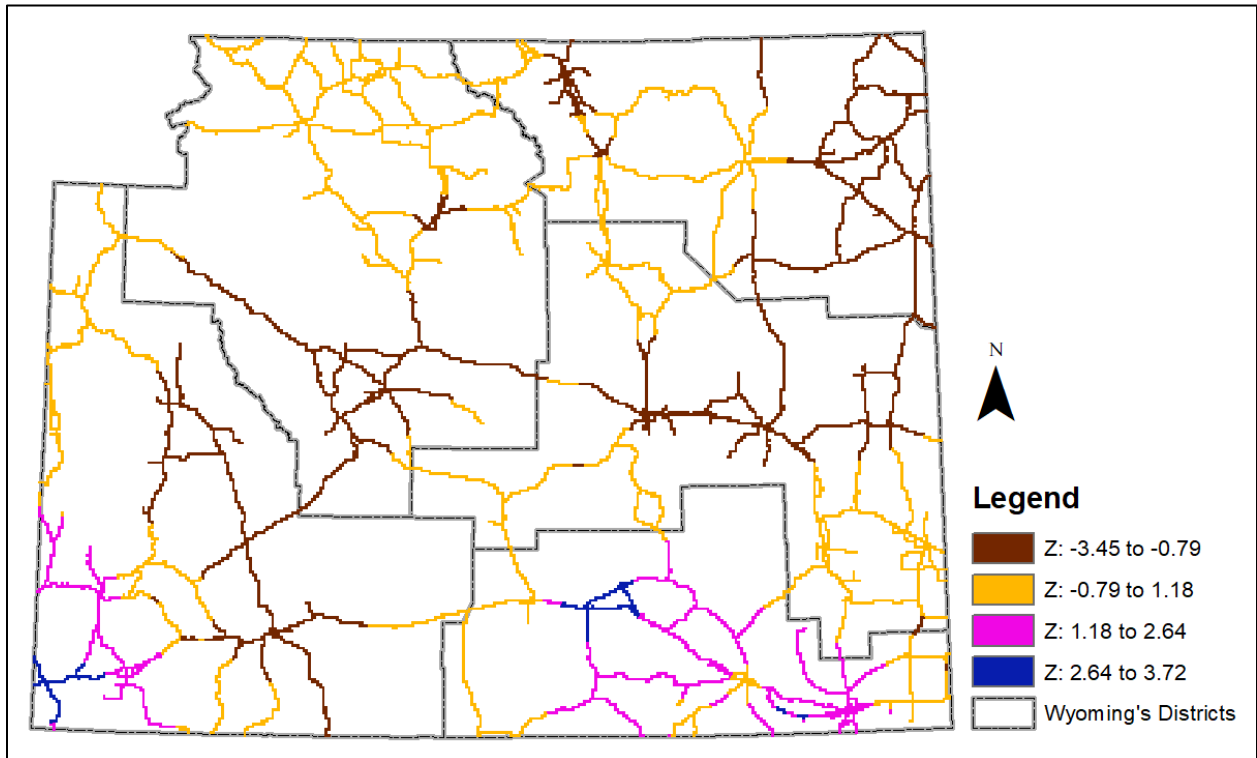 N
Legend
Z: -3.45 to -0.79
Z: -0.79 to 1.18
Z: 1.18 to 2.64
Z: 2.64 to 3.72
Wyoming's Districts